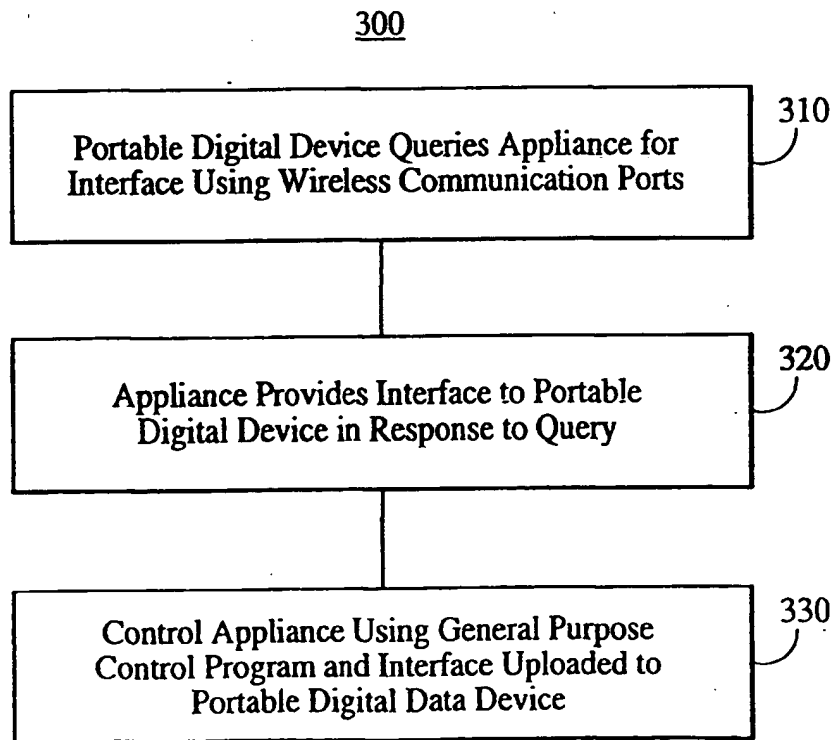 300
310
Portable Digital Device Queries Appliance for
Interface Using Wireless Communication Ports
320
Appliance Provides Interface to Portable
Digital Device in Response to Query
330
Control Appliance Using General Purpose
Control Program and Interface Uploaded to
Portable Digital Data Device